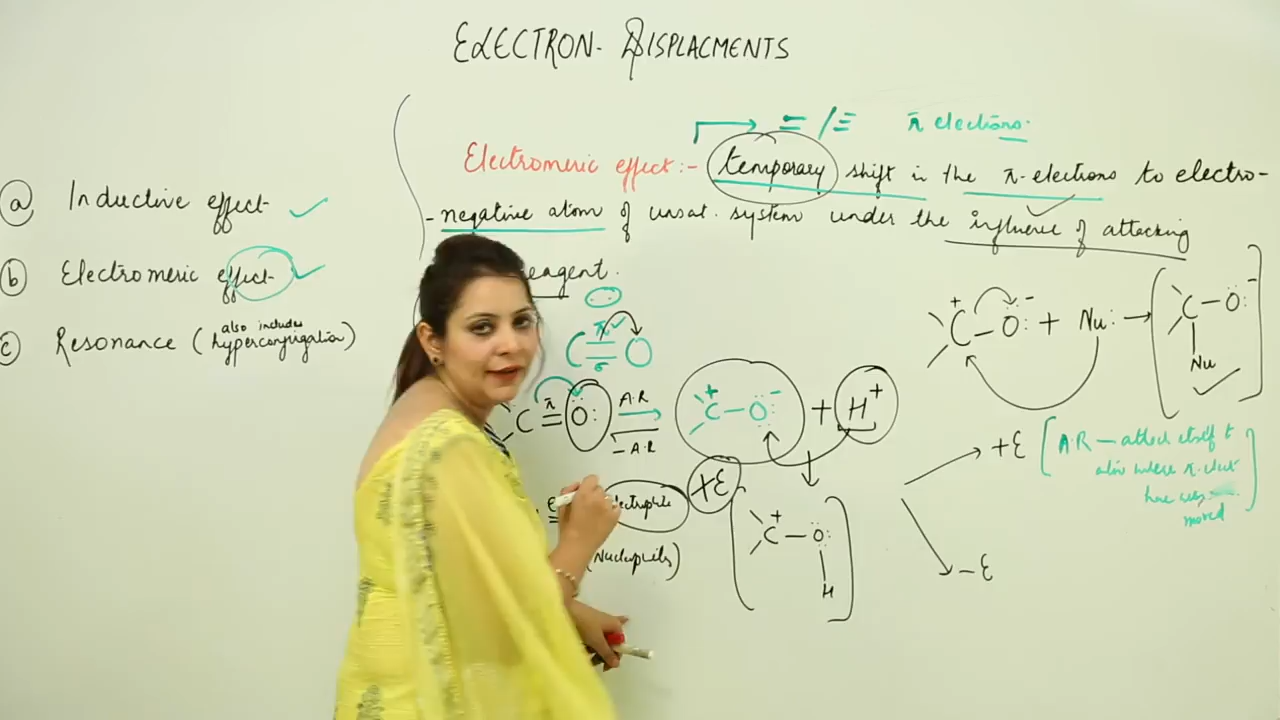 ELECTRON- DISPLACMENTS
= / ≡ π electrons.
Electromeric effect:- temporary shift in the π-electrons to electro-
-negative atom of unsat. system under the influence of attacking
reagent.
(a) Inductive effect ✓
(b) Electromeric effect ✓
(c) Resonance (also includes hyperconjugation)
C = O
π
σ
C = O:
π
A·R
- A·R
C - O
+ H+
+E
Electrophile
(Nucleophile)
C - O:
H
C - O: + Nu: → C - O:
Nu
+E [A·R — attach itself to
atom where π-elect
have
moved]
-E